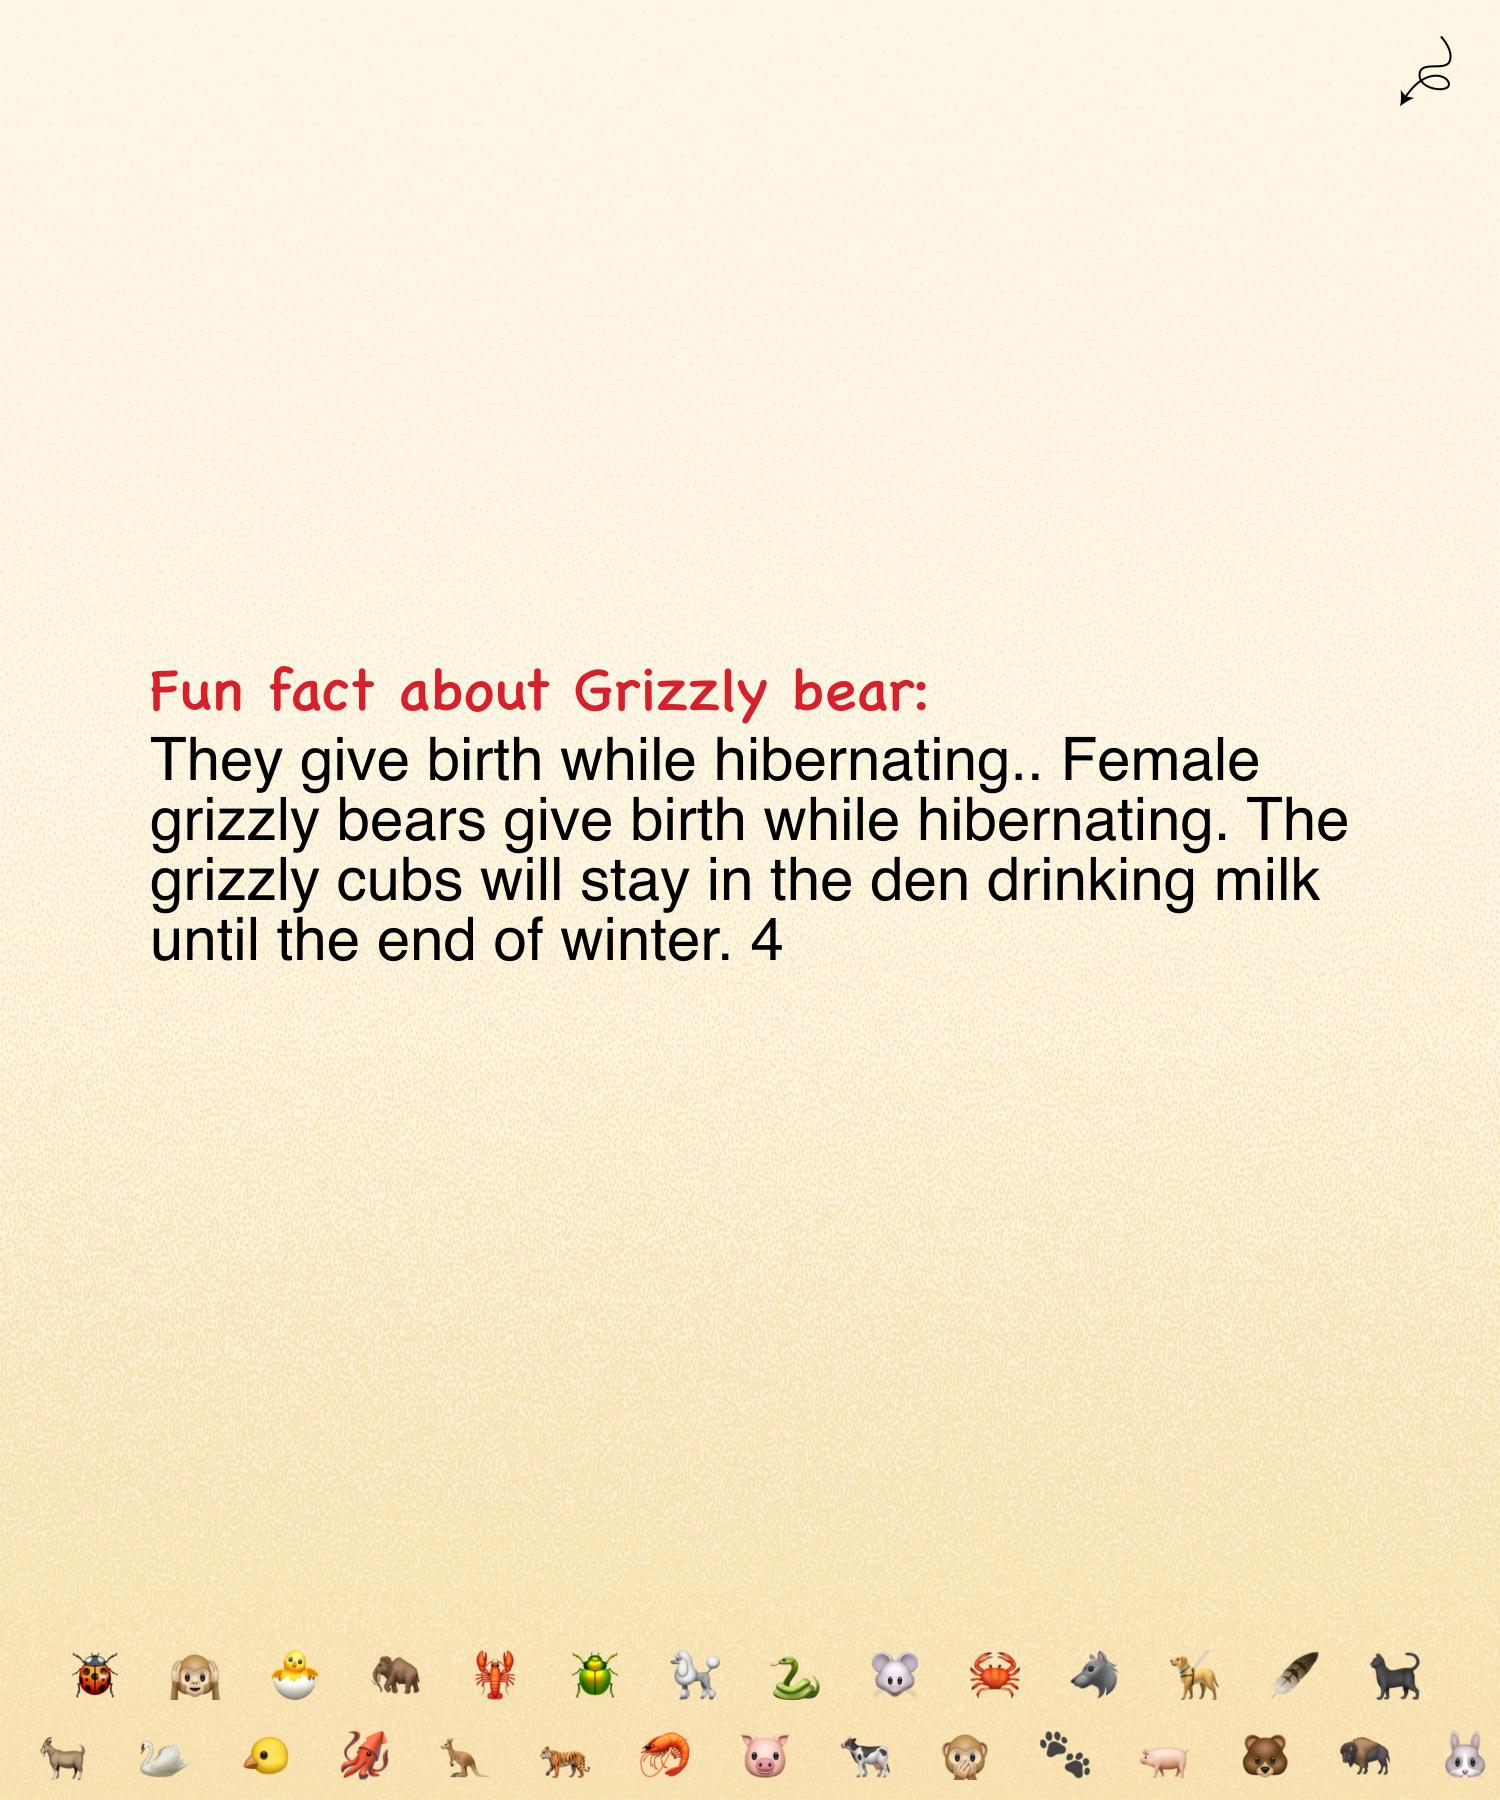 Fun fact about Grizzly bear:
They give birth while hibernating.. Female
grizzly bears give birth while hibernating. The
grizzly cubs will stay in the den drinking milk
until the end of winter. 4